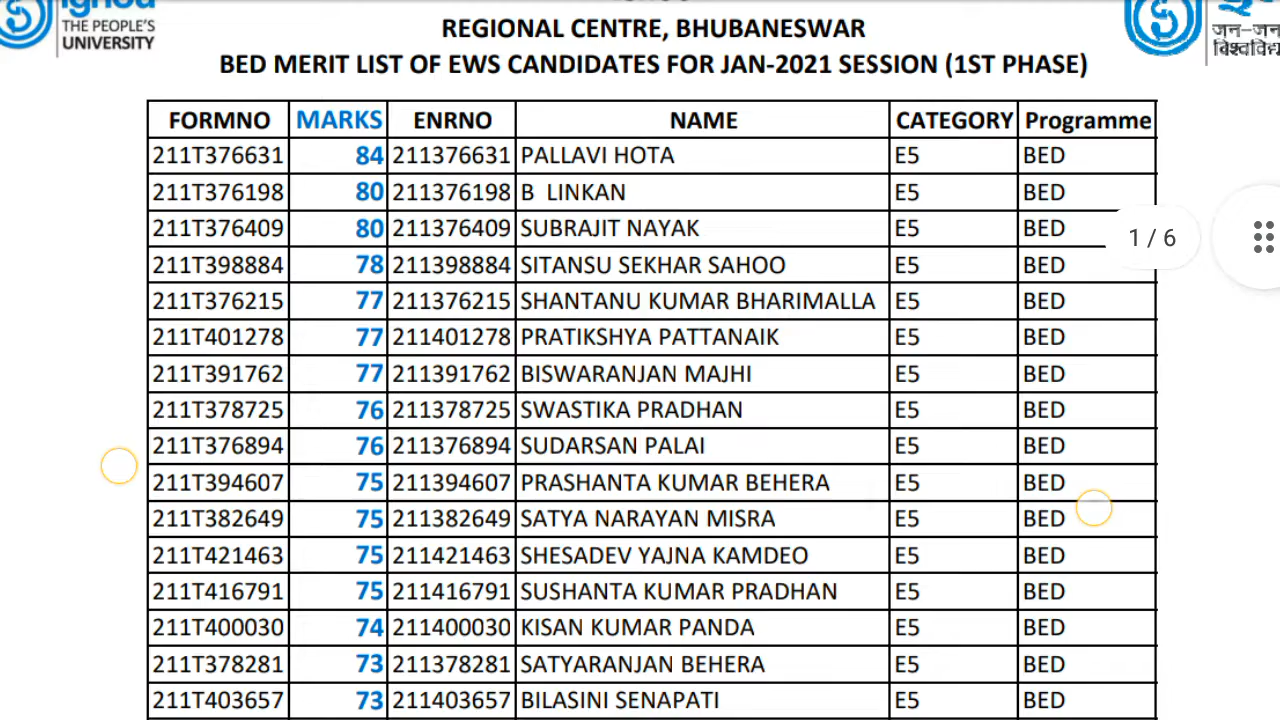 ignou
THE PEOPLE'S
UNIVERSITY
REGIONAL CENTRE, BHUBANESWAR
BED MERIT LIST OF EWS CANDIDATES FOR JAN-2021 SESSION (1ST PHASE)
जन-जन
FORMNO MARKS ENRNO NAME CATEGORY Programme
211T376631 84 211376631 PALLAVI HOTA E5 BED
211T376198 80 211376198 B LINKAN E5 BED
211T376409 80 211376409 SUBRAJIT NAYAK E5 BED
1 / 6
211T398884 78 211398884 SITANSU SEKHAR SAHOO E5 BED
211T376215 77 211376215 SHANTANU KUMAR BHARIMALLA E5 BED
211T401278 77 211401278 PRATIKSHYA PATTANAIK E5 BED
211T391762 77 211391762 BISWARANJAN MAJHI E5 BED
211T378725 76 211378725 SWASTIKA PRADHAN E5 BED
211T376894 76 211376894 SUDARSAN PALAI E5 BED
211T394607 75 211394607 PRASHANTA KUMAR BEHERA E5 BED
211T382649 75 211382649 SATYA NARAYAN MISRA E5 BED
211T421463 75 211421463 SHESADEV YAJNA KAMDEO E5 BED
211T416791 75 211416791 SUSHANTA KUMAR PRADHAN E5 BED
211T400030 74 211400030 KISAN KUMAR PANDA E5 BED
211T378281 73 211378281 SATYARANJAN BEHERA E5 BED
211T403657 73 211403657 BILASINI SENAPATI E5 BED